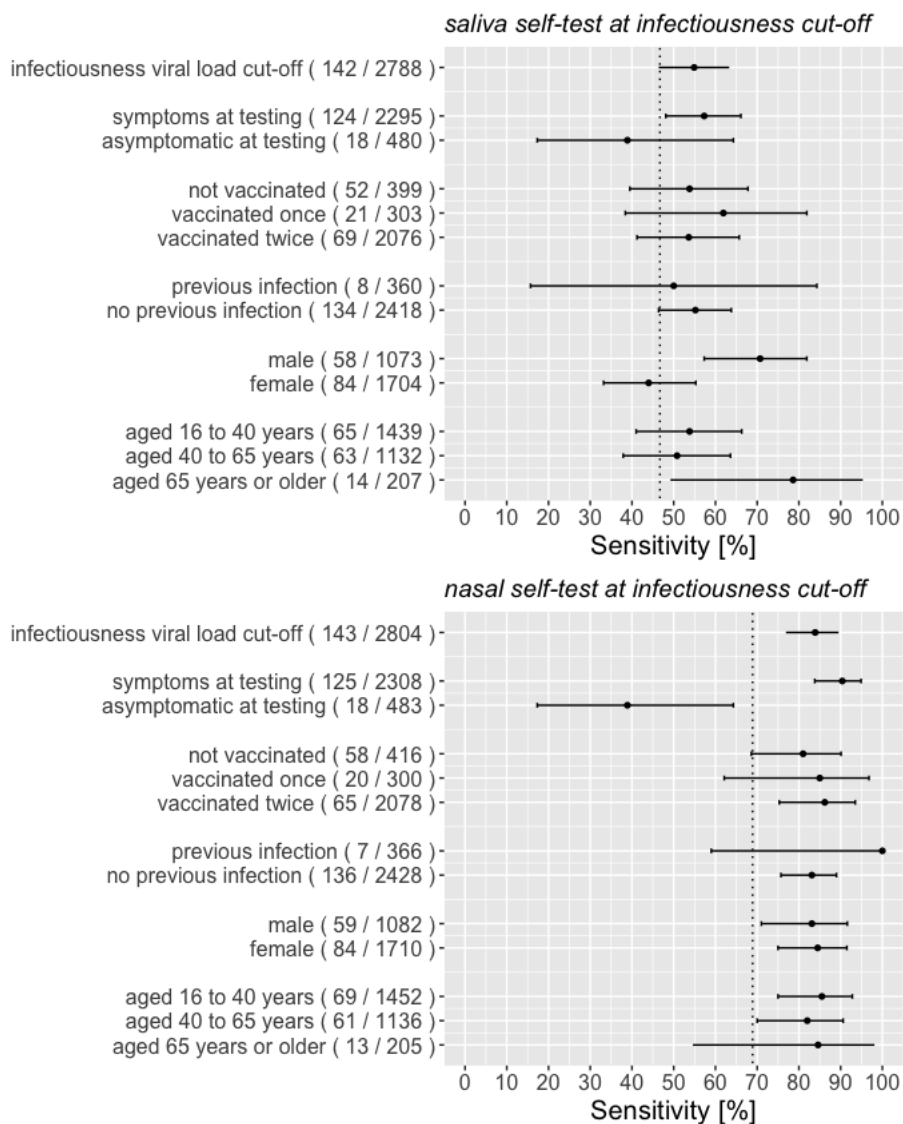 saliva self-test at infectiousness cut-off
infectiousness viral load cut-off ( 142 / 2788 )
symptoms at testing ( 124 / 2295 )
asymptomatic at testing ( 18 / 480 )
not vaccinated ( 52 / 399 )
vaccinated once ( 21 / 303 )
vaccinated twice ( 69 / 2076 )
previous infection ( 8 / 360 )
no previous infection ( 134 / 2418 )
male ( 58 / 1073 )
female ( 84 / 1704 )
aged 16 to 40 years ( 65 / 1439 )
aged 40 to 65 years ( 63 / 1132 )
aged 65 years or older ( 14 / 207 )
0 10 20 30 40 50 60 70 80 90 100
Sensitivity [%]
nasal self-test at infectiousness cut-off
infectiousness viral load cut-off ( 143 / 2804 )
symptoms at testing ( 125 / 2308 )
asymptomatic at testing ( 18 / 483 )
not vaccinated ( 58 / 416 )
vaccinated once ( 20 / 300 )
vaccinated twice ( 65 / 2078 )
previous infection ( 7 / 366 )
no previous infection ( 136 / 2428 )
male ( 59 / 1082 )
female ( 84 / 1710 )
aged 16 to 40 years ( 69 / 1452 )
aged 40 to 65 years ( 61 / 1136 )
aged 65 years or older ( 13 / 205 )
0 10 20 30 40 50 60 70 80 90 100
Sensitivity [%]